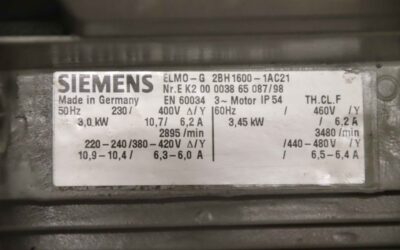 SIEMENS ELMO-G 2BH1600-1AC21
Nr.E K2 00 0038 65 087/98
Made in Germany EN 60034 3~Motor IP 54 TH.CL.F
50Hz 230/ 400V Δ/Y 60Hz / 460V Y
3,0 kW 10,7/ 6,2 A 3,45 kW / 6,2 A
2895/min 3480/min
220-240/380-420V Δ/Y /440-480V Y
10,9-10,4/ 6,3-6,0 A / 6,5-6,4 A